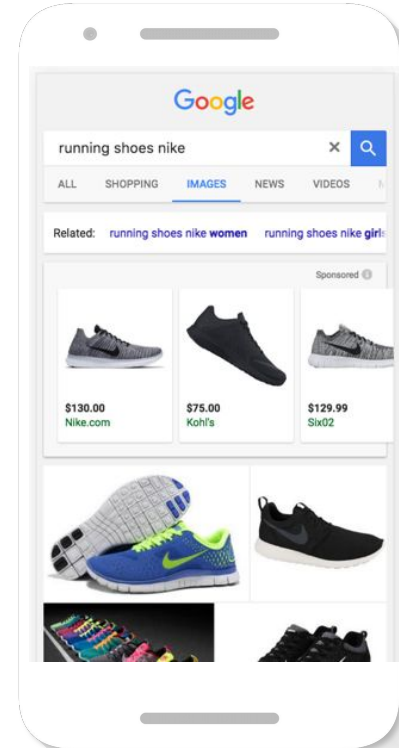 Google
running shoes nike
ALL SHOPPING IMAGES NEWS VIDEOS
Related: running shoes nike women running shoes nike girls
Sponsored
$130.00 $75.00 $129.99
Nike.com Kohl's Six02